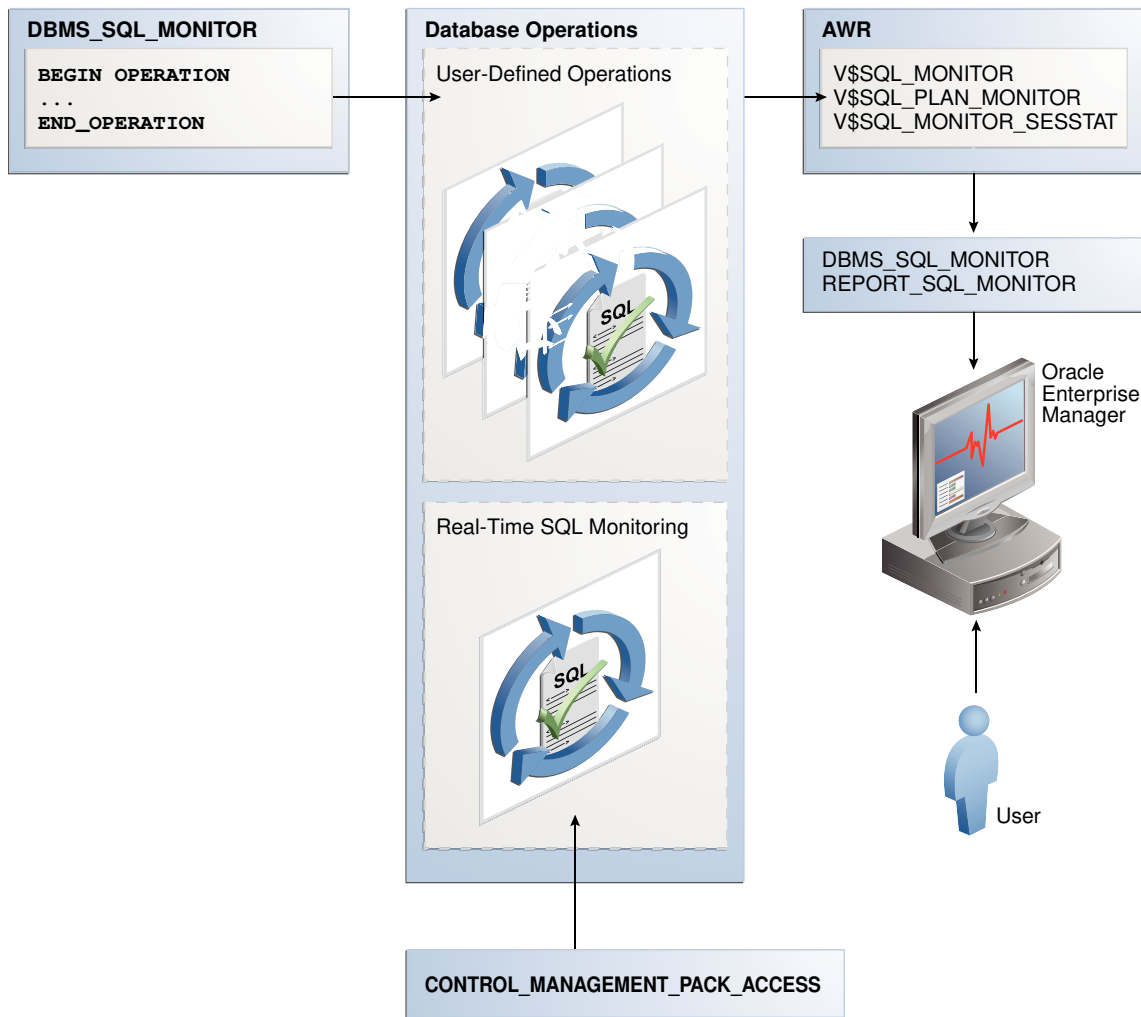 DBMS_SQL_MONITOR
BEGIN OPERATION
...
END_OPERATION
Database Operations
User-Defined Operations
SQL
Real-Time SQL Monitoring
SQL
CONTROL_MANAGEMENT_PACK_ACCESS
AWR
V$SQL_MONITOR
V$SQL_PLAN_MONITOR
V$SQL_MONITOR_SESSTAT
DBMS_SQL_MONITOR
REPORT_SQL_MONITOR
Oracle
Enterprise
Manager
User